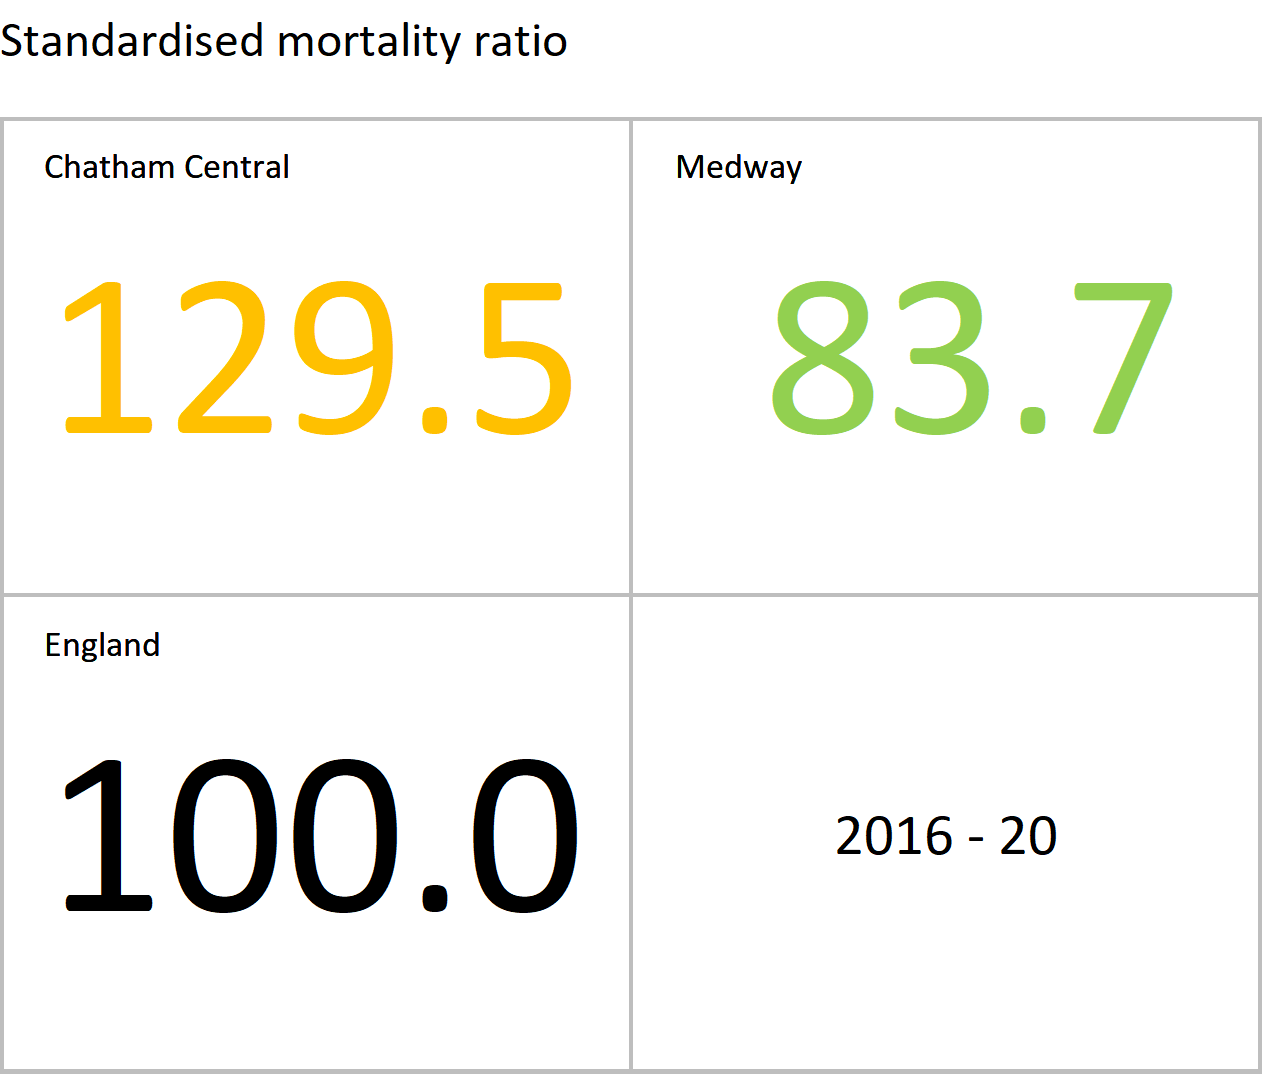 Standardised mortality ratio
Chatham Central
129.5
Medway
83.7
England
100.0
2016 - 20